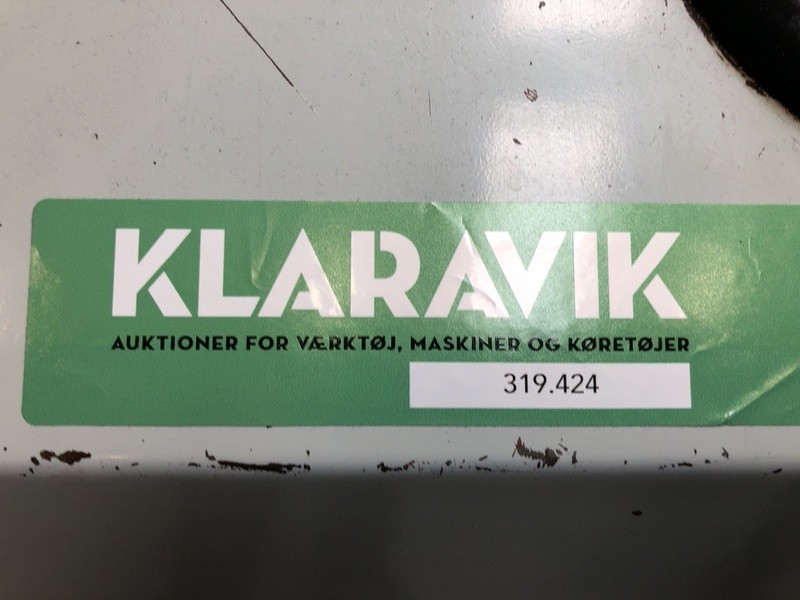 KLARAVIK
AUKTIONER FOR VÆRKTØJ, MASKINER OG KØRETØJER
319.424